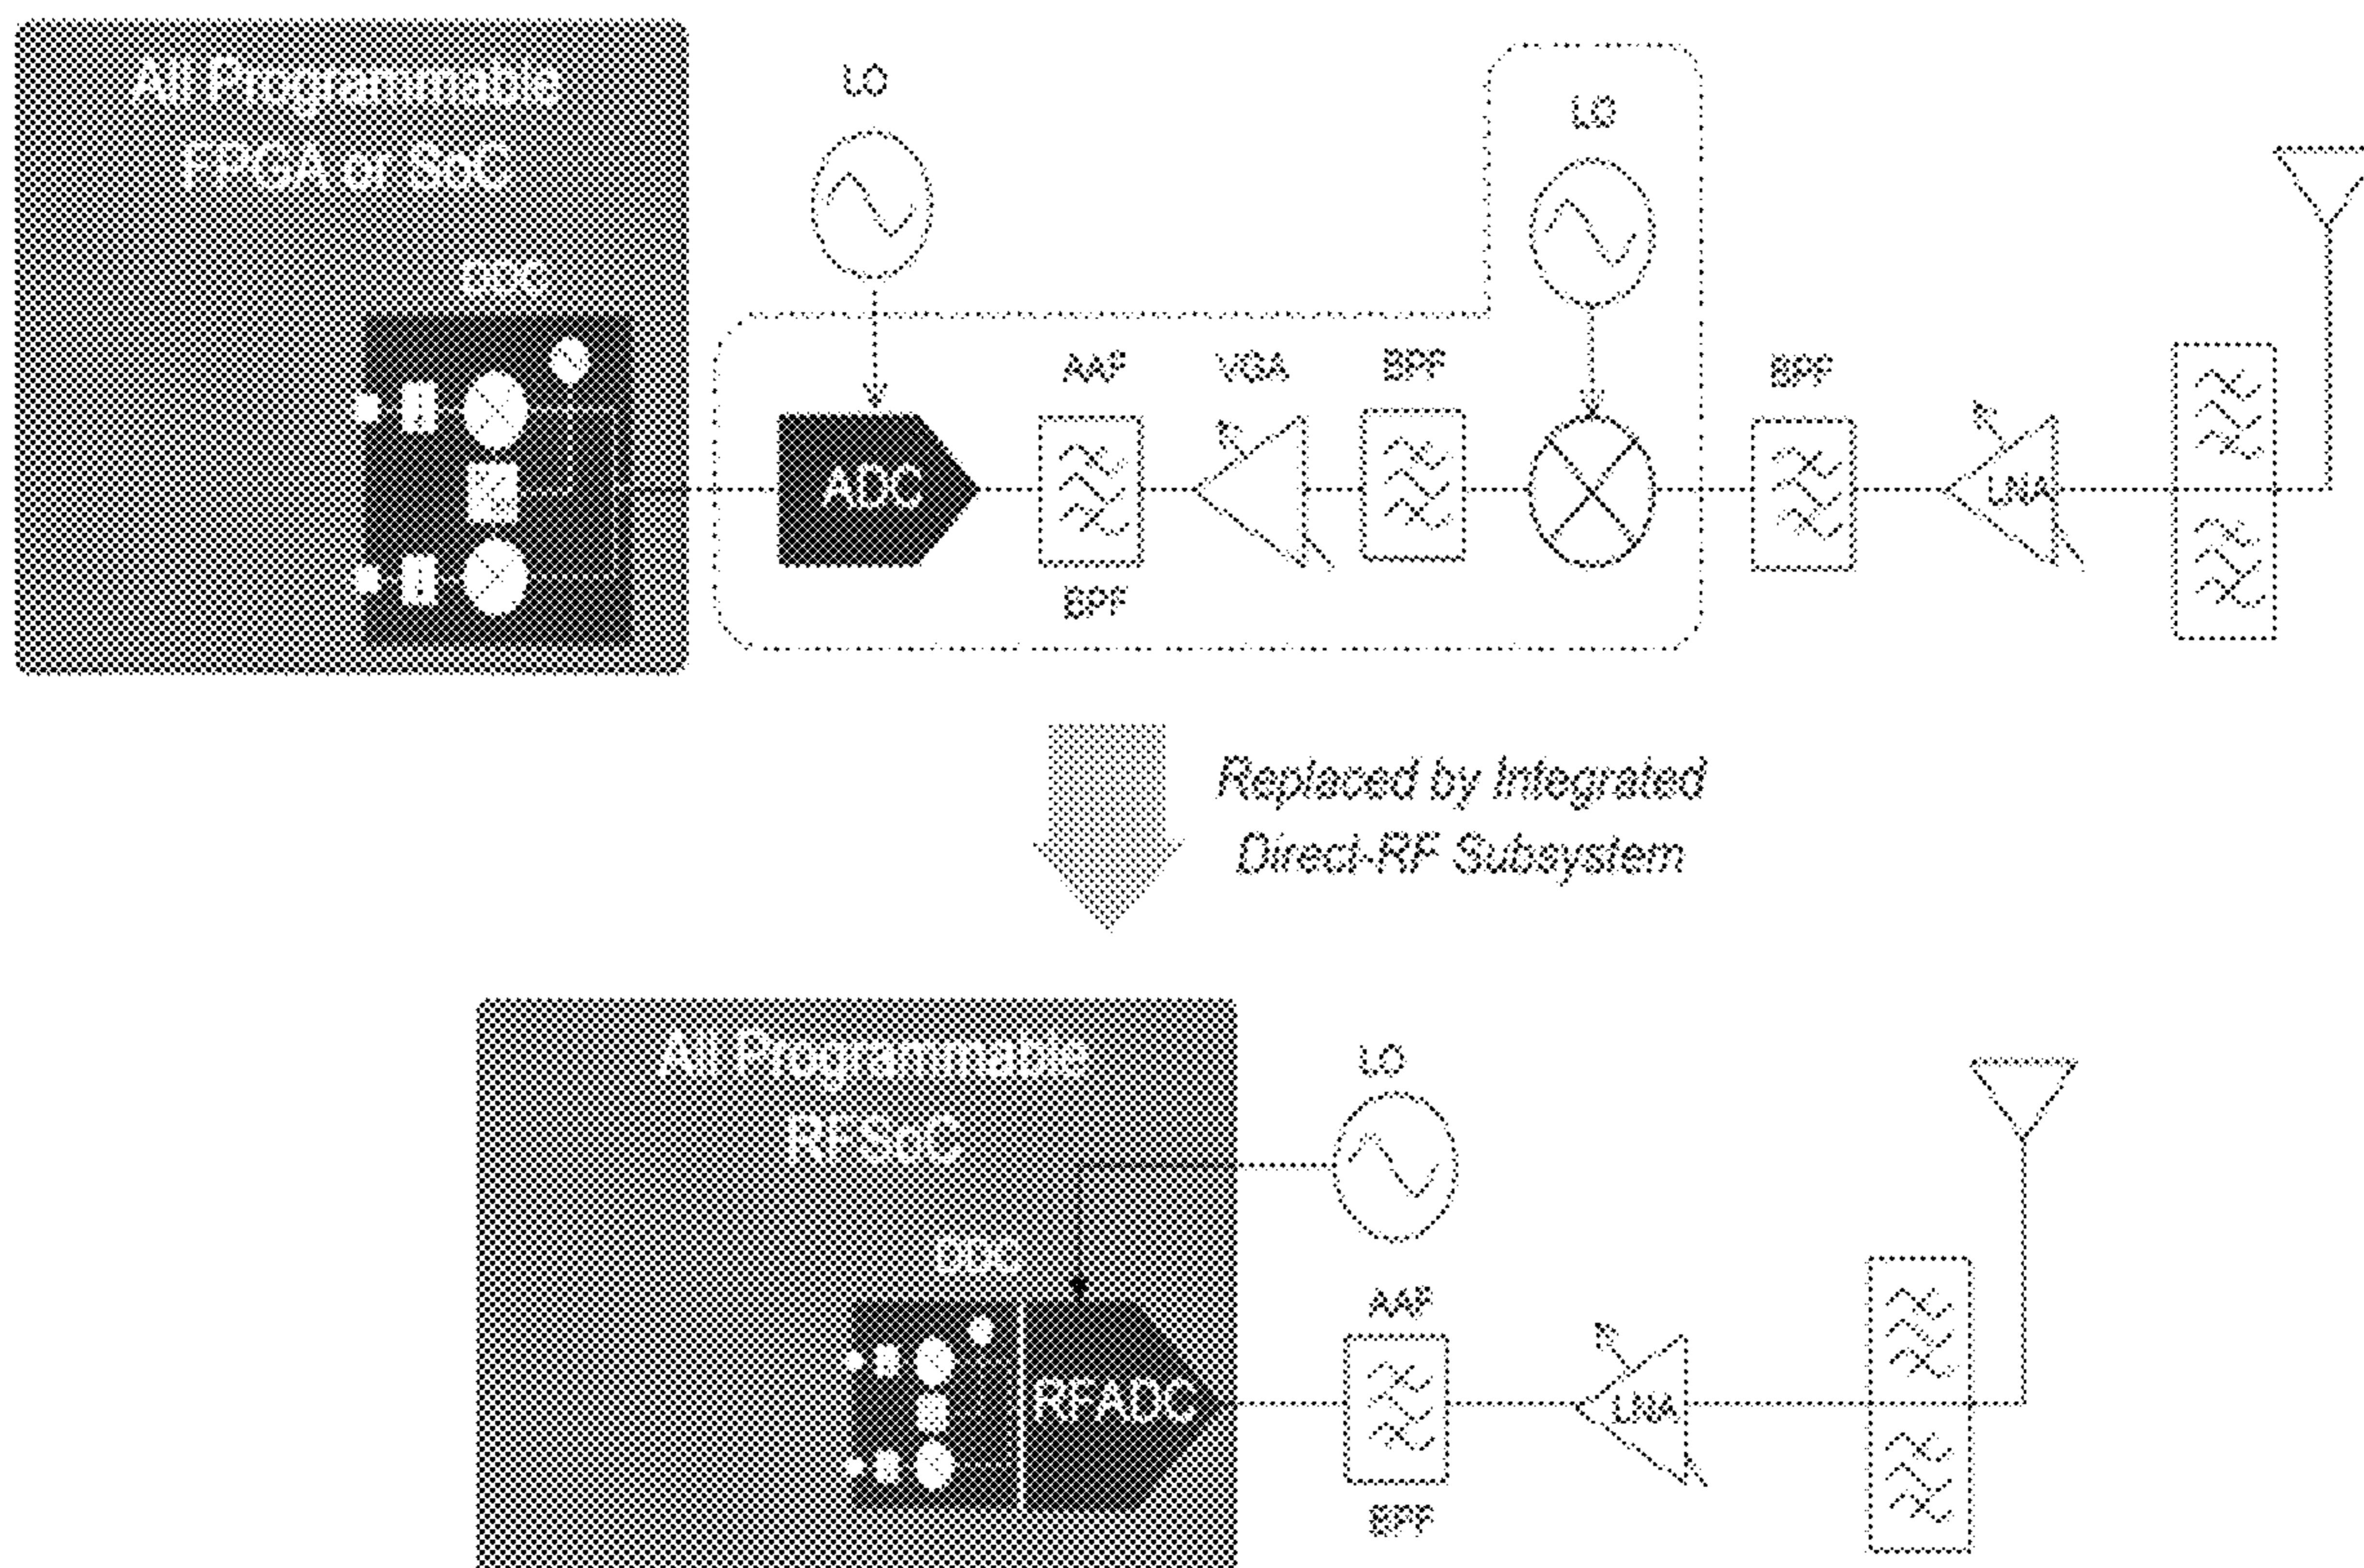 All Programmable
FPGA or SoC
DDC
LO
LO
AAF
VGA
BPF
BPF
ADC
LNA
BPF
Replaced by Integrated
Direct-RF Subsystem
All Programmable
RFSoC
LO
DDC
AAF
RFADC
LNA
BPF